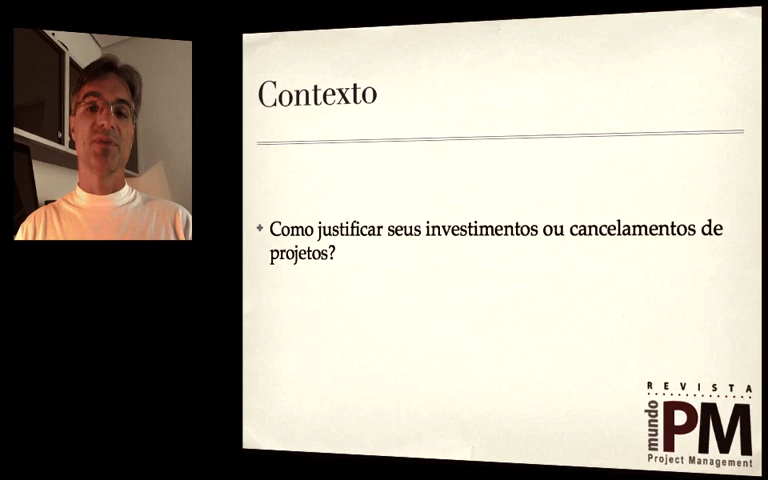 Contexto
Como justificar seus investimentos ou cancelamentos de
projetos?
REVISTA
mundo
PM
Project Management